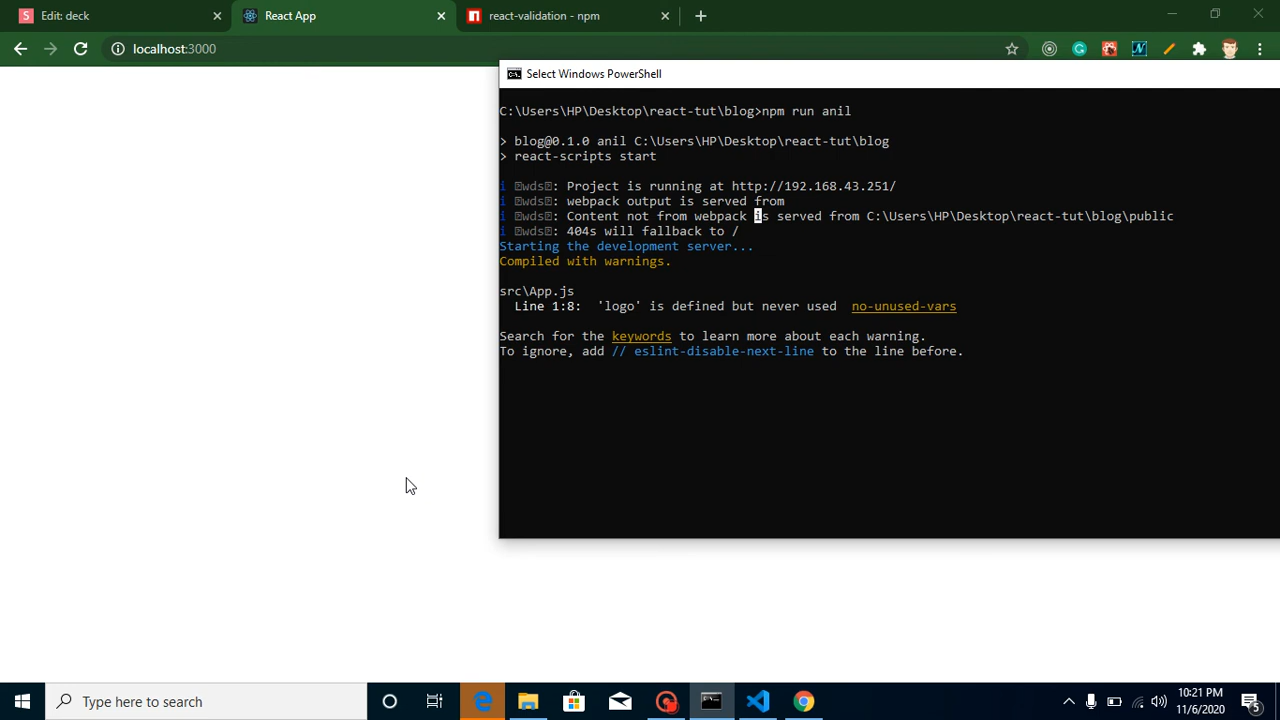 Edit: deck
React App
react-validation - npm
localhost:3000
Select Windows PowerShell
C:\Users\HP\Desktop\react-tut\blog>npm run anil
> blog@0.1.0 anil C:\Users\HP\Desktop\react-tut\blog
> react-scripts start
i ⌈wds⌋: Project is running at http://192.168.43.251/
i ⌈wds⌋: webpack output is served from
i ⌈wds⌋: Content not from webpack is served from C:\Users\HP\Desktop\react-tut\blog\public
i ⌈wds⌋: 404s will fallback to /
Starting the development server...
Compiled with warnings.
src\App.js
Line 1:8: 'logo' is defined but never used no-unused-vars
Search for the keywords to learn more about each warning.
To ignore, add // eslint-disable-next-line to the line before.
Type here to search
10:21 PM
11/6/2020
5